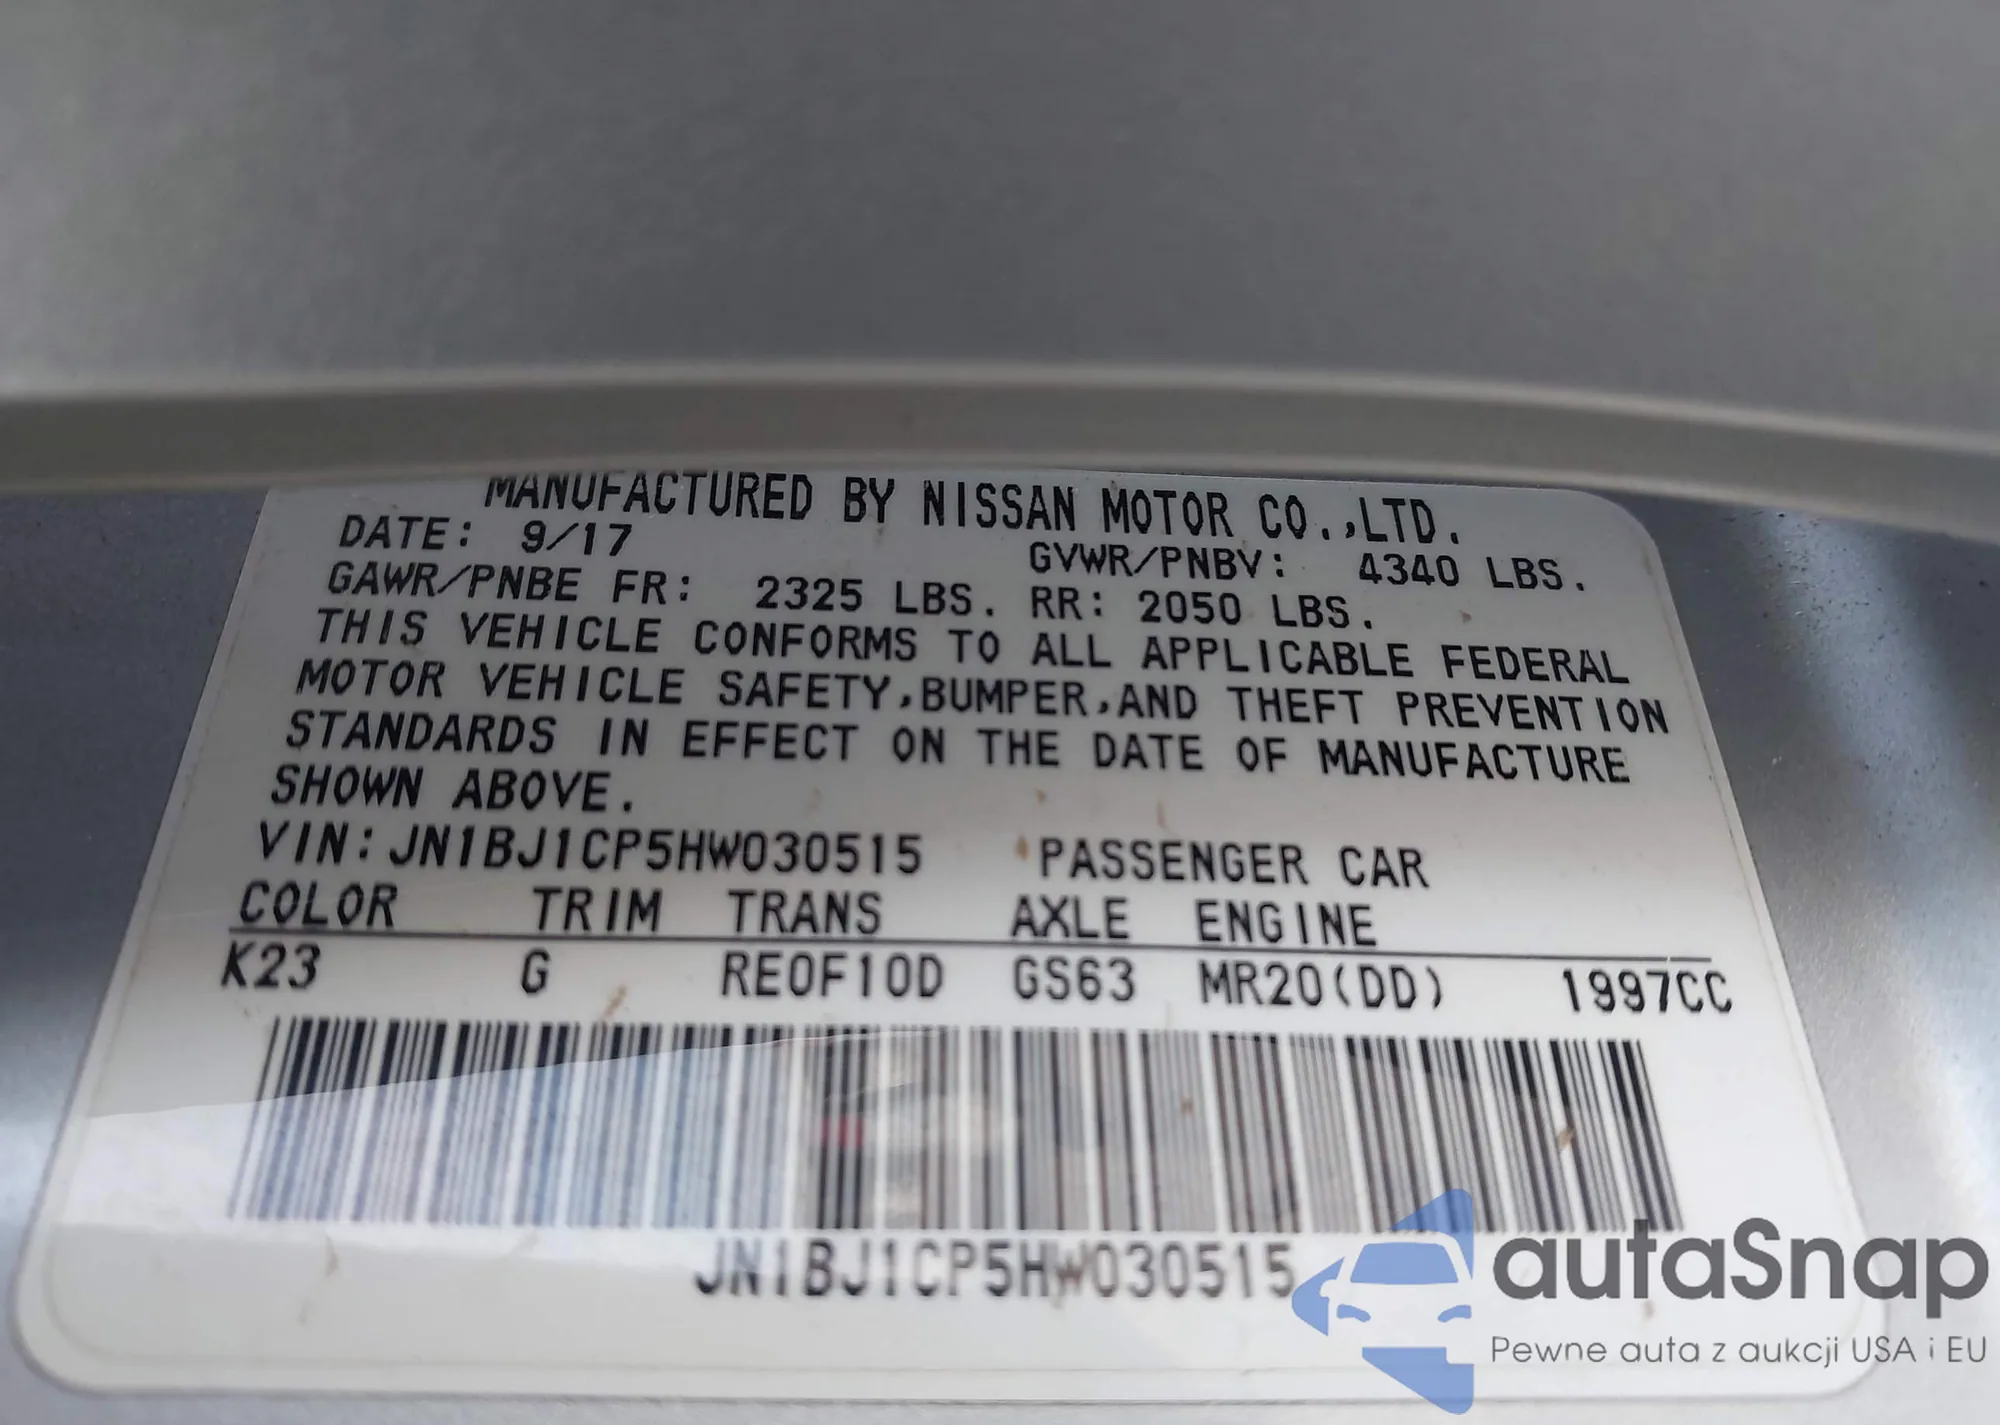 MANUFACTURED BY NISSAN MOTOR CO.,LTD.
DATE: 9/17 GVWR/PNBV: 4340 LBS.
GAWR/PNBE FR: 2325 LBS. RR: 2050 LBS.
THIS VEHICLE CONFORMS TO ALL APPLICABLE FEDERAL
MOTOR VEHICLE SAFETY,BUMPER,AND THEFT PREVENTION
STANDARDS IN EFFECT ON THE DATE OF MANUFACTURE
SHOWN ABOVE.
VIN:JN1BJ1CP5HW030515 PASSENGER CAR
COLOR TRIM TRANS AXLE ENGINE
K23 G RE0F10D GS63 MR20(DD) 1997CC
JN1BJ1CP5HW030515
autaSnap
Pewne auta z aukcji USA i EU